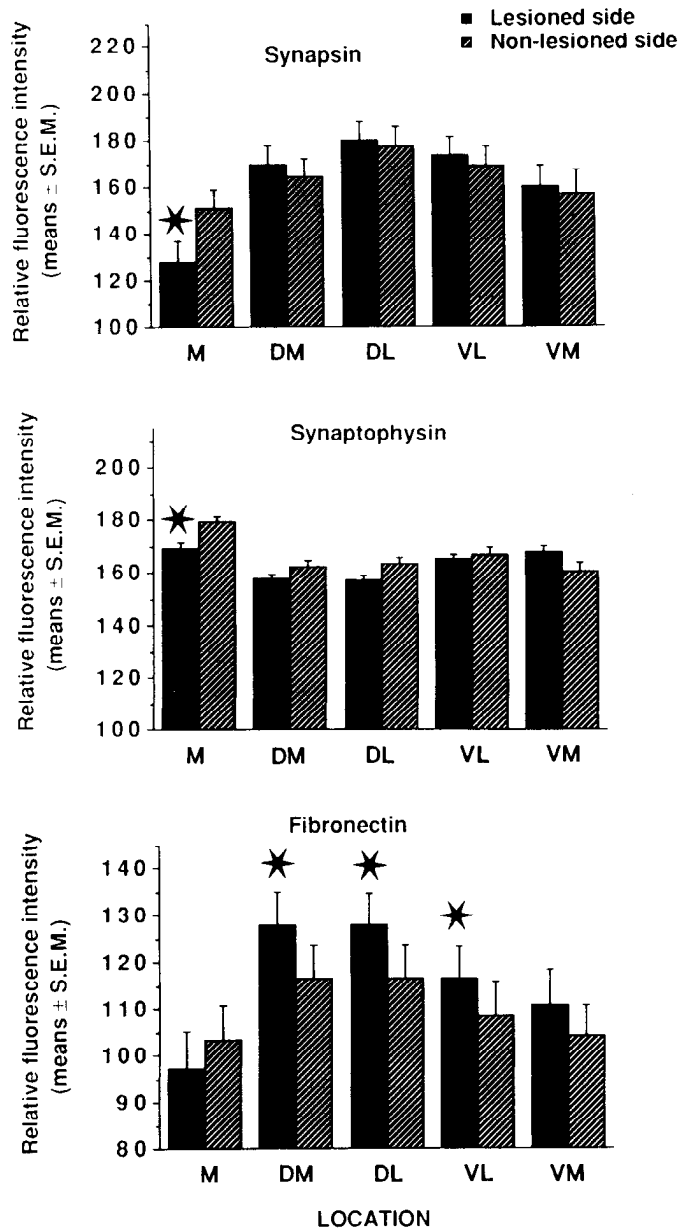 Lesioned side
Non-lesioned side
Synapsin
Relative fluorescence intensity
(means ± S.E.M.)
220
200
180
160
140
120
100
M DM DL VL VM
Synaptophysin
Relative fluorescence intensity
(means ± S.E.M.)
200
180
160
140
120
100
M DM DL VL VM
Fibronectin
Relative fluorescence intensity
(means ± S.E.M.)
140
130
120
110
100
90
80
M DM DL VL VM
LOCATION